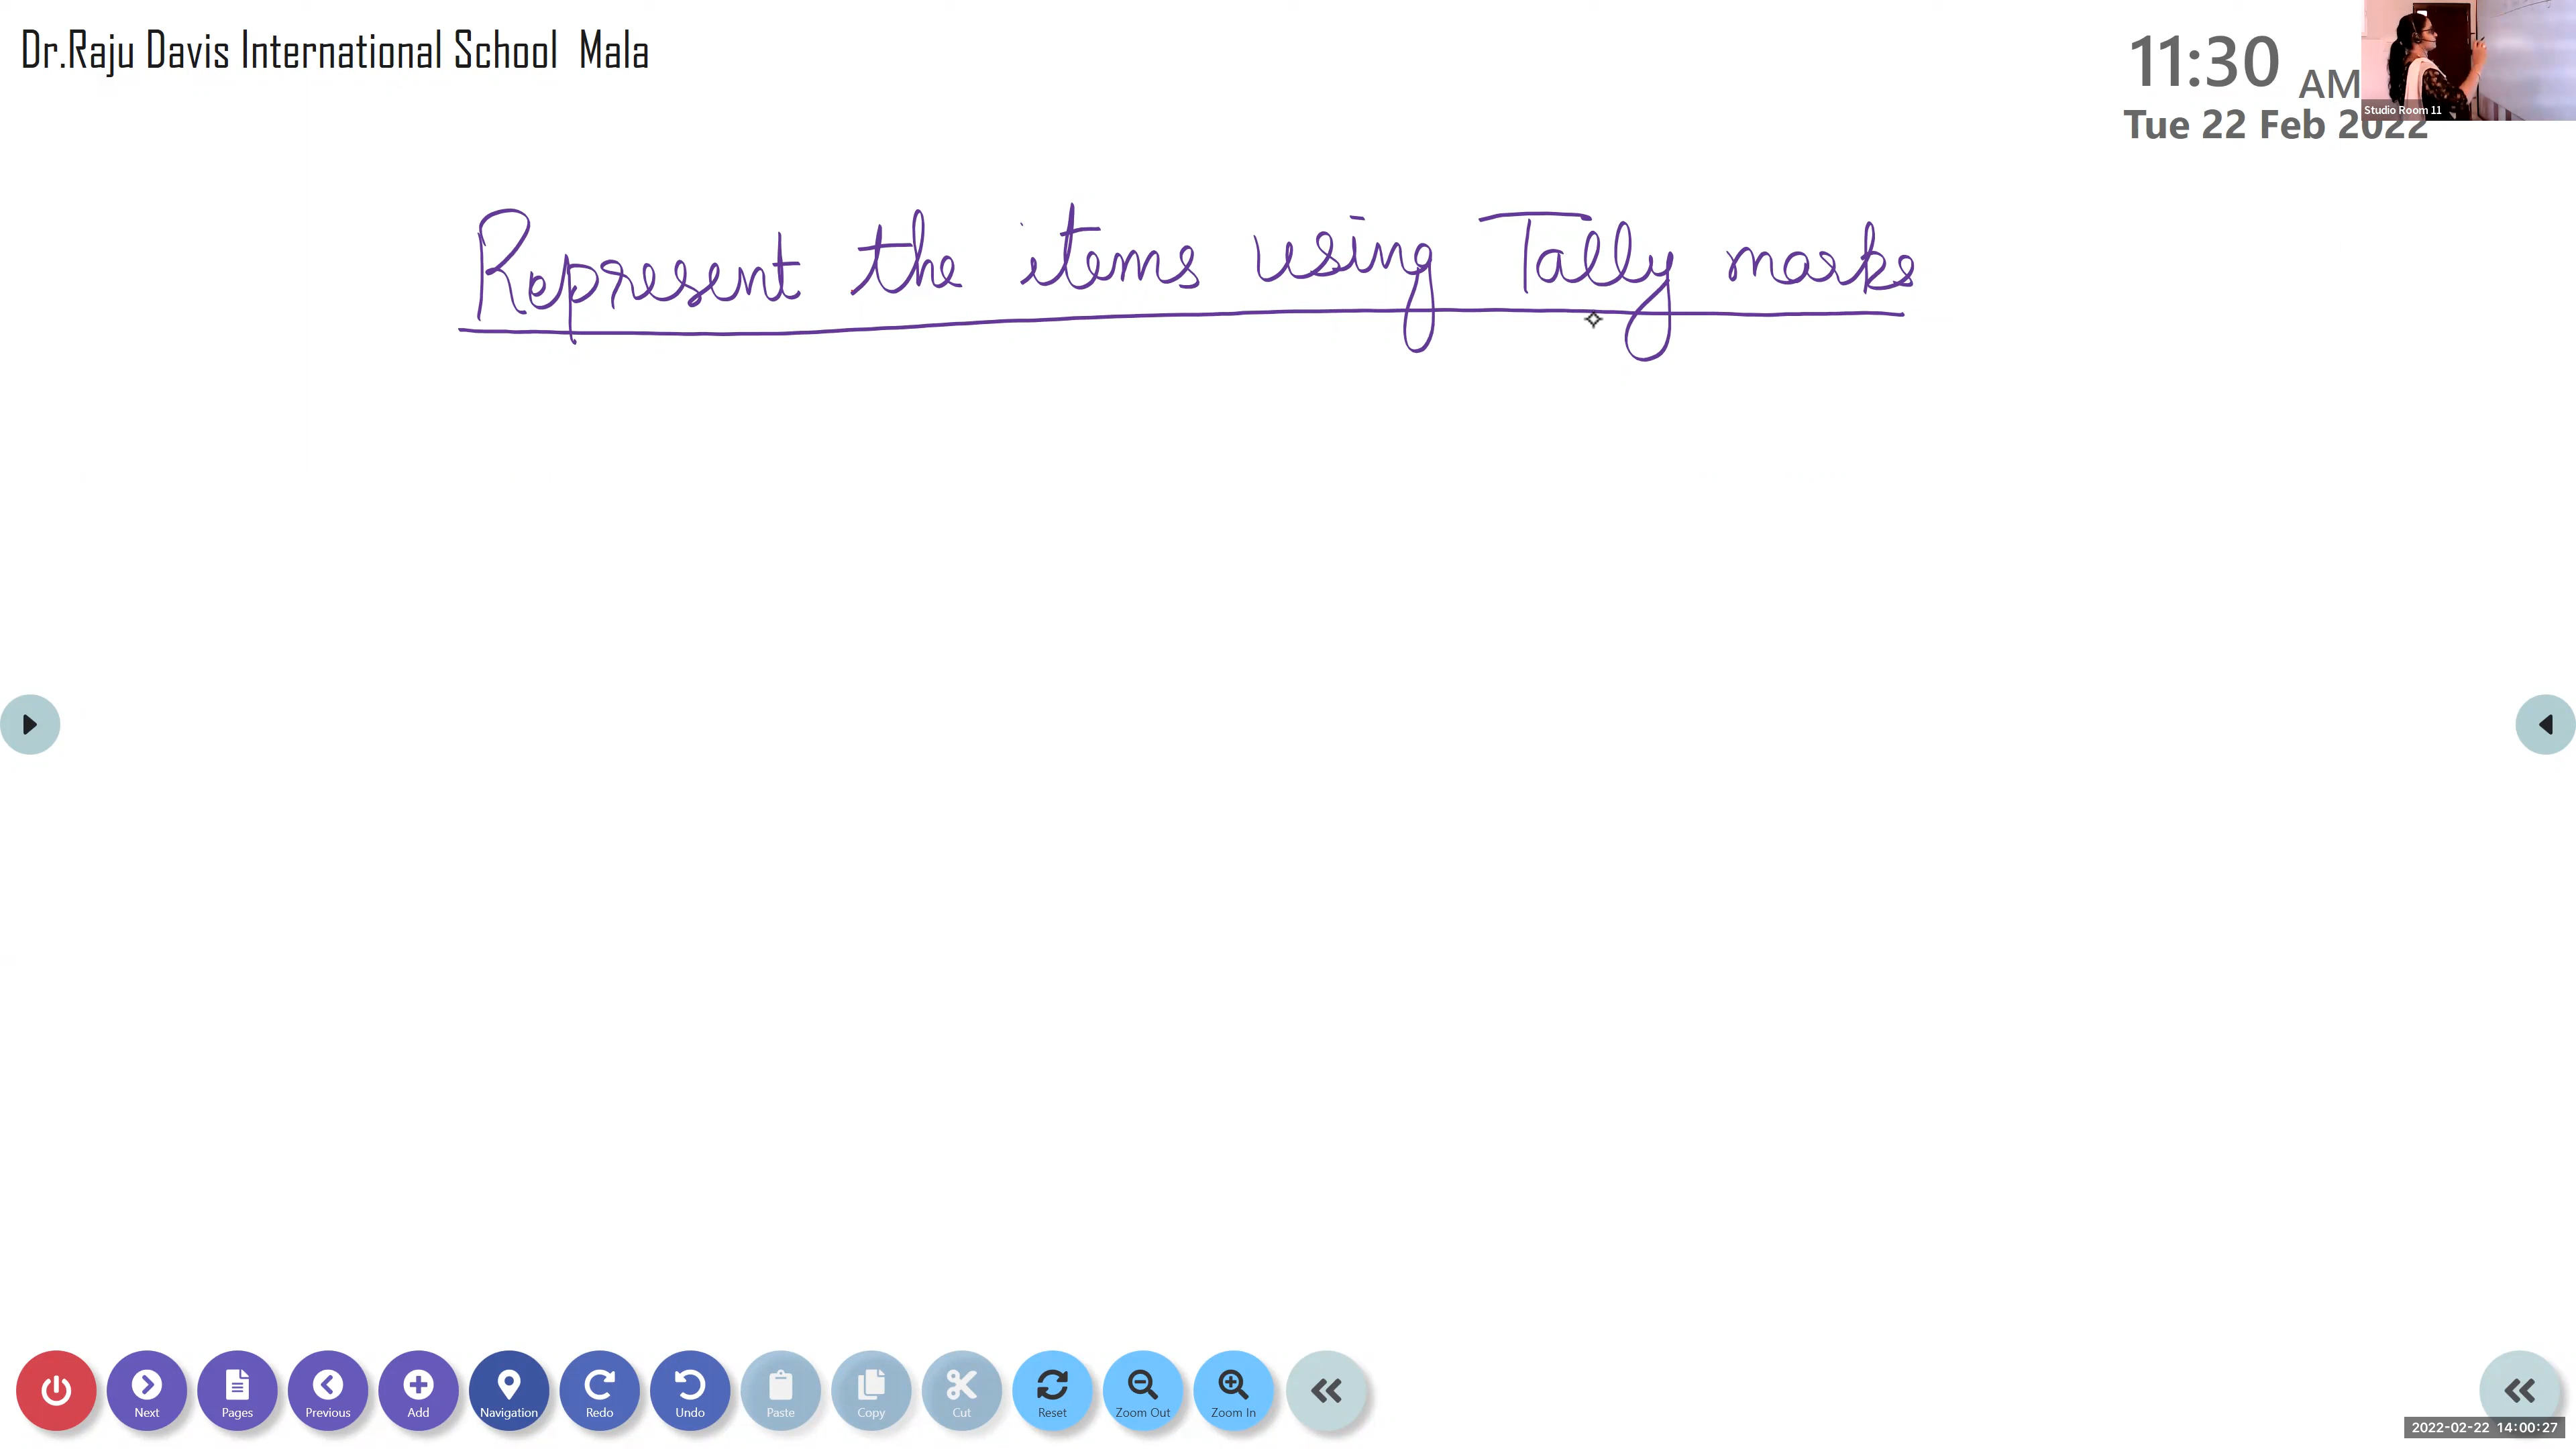 Dr.Raju Davis International School Mala
11:30 AM
Tue 22 Feb 2022
Studio Room 11
Represent the items using Tally marks
Next Pages Previous Add Navigation Redo Undo Paste Copy Cut Reset Zoom Out Zoom In
2022-02-22 14:00:27